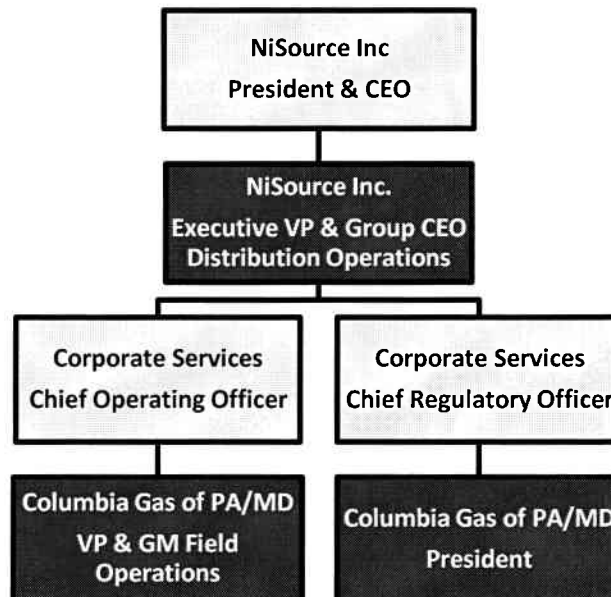 NiSource Inc
President & CEO
NiSource Inc.
Executive VP & Group CEO
Distribution Operations
Corporate Services
Chief Operating Officer
Corporate Services
Chief Regulatory Officer
Columbia Gas of PA/MD
VP & GM Field
Operations
Columbia Gas of PA/MD
President